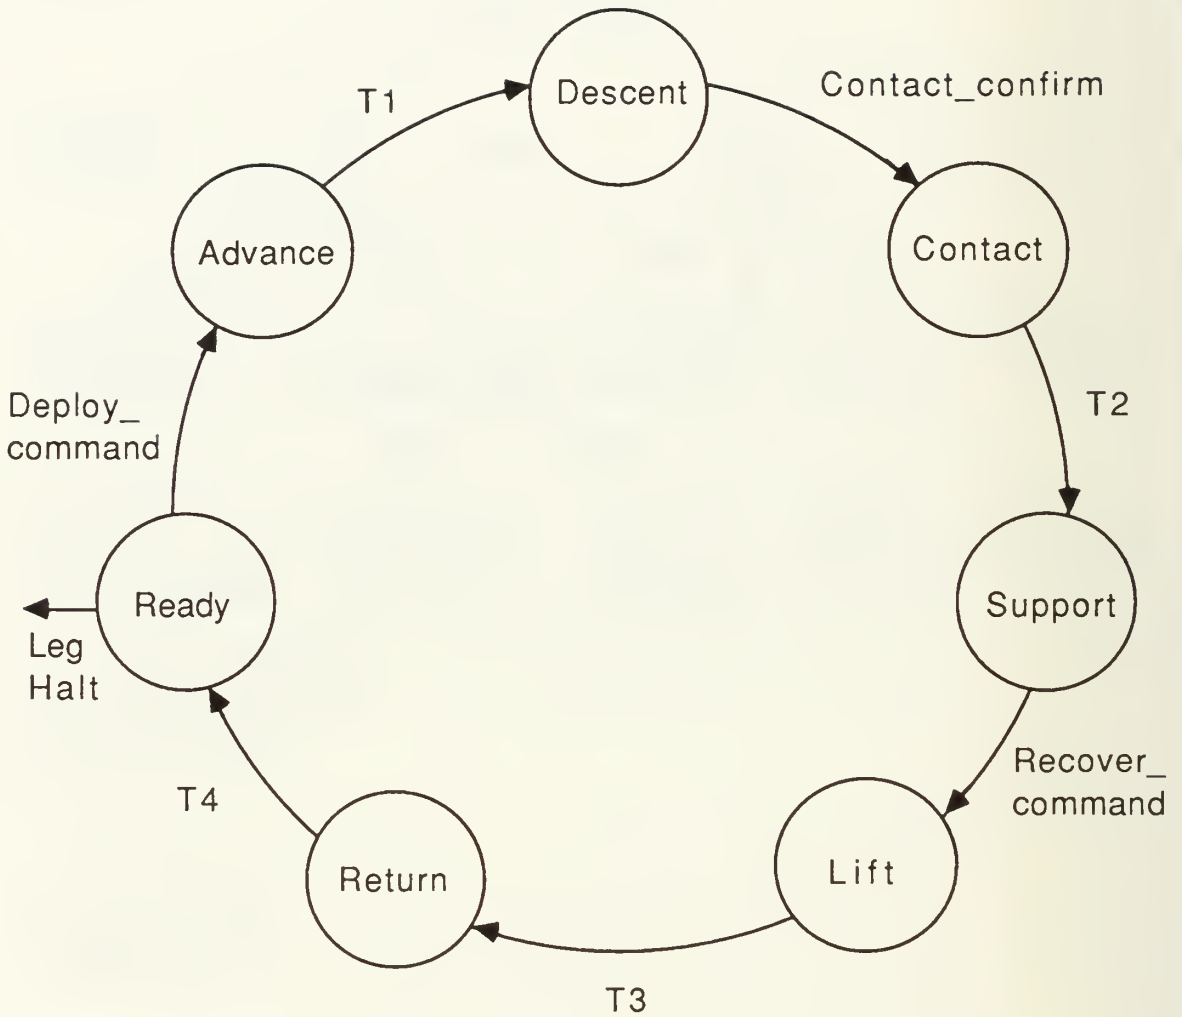 Descent
Contact_confirm
T1
Advance
Contact
Deploy_
command
T2
Ready
Support
Leg
Halt
Recover_
command
T4
Return
Lift
T3